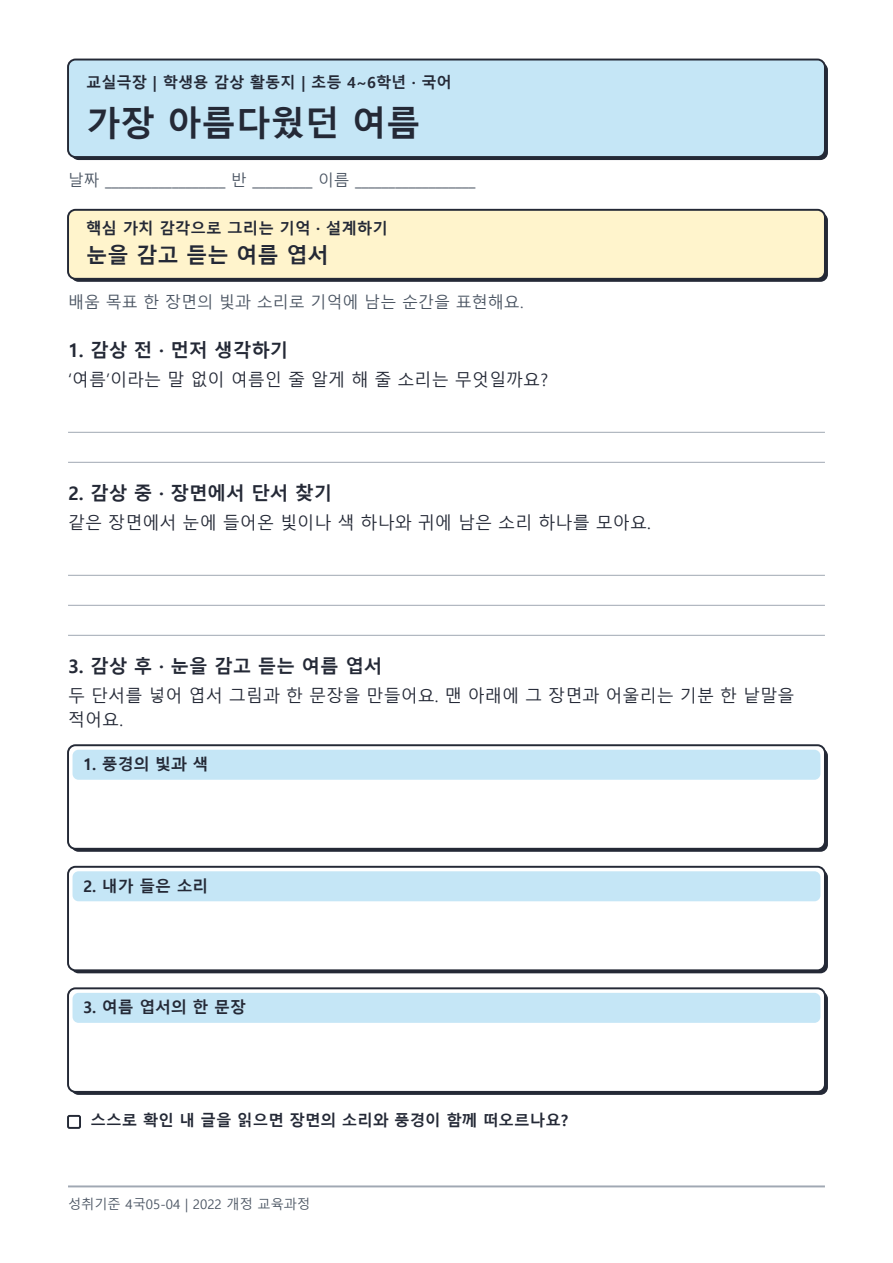 교실극장 | 학생용 감상 활동지 | 초등 4~6학년 · 국어
가장 아름다웠던 여름
날짜 _______________ 반 ________ 이름 _______________
핵심 가치 감각으로 그리는 기억 · 설계하기
눈을 감고 듣는 여름 엽서
배움 목표 한 장면의 빛과 소리로 기억에 남는 순간을 표현해요.
1. 감상 전 · 먼저 생각하기
‘여름’이라는 말 없이 여름인 줄 알게 해 줄 소리는 무엇일까요?
2. 감상 중 · 장면에서 단서 찾기
같은 장면에서 눈에 들어온 빛이나 색 하나와 귀에 남은 소리 하나를 모아요.
3. 감상 후 · 눈을 감고 듣는 여름 엽서
두 단서를 넣어 엽서 그림과 한 문장을 만들어요. 맨 아래에 그 장면과 어울리는 기분 한 낱말을
적어요.
1. 풍경의 빛과 색
2. 내가 들은 소리
3. 여름 엽서의 한 문장
스스로 확인 내 글을 읽으면 장면의 소리와 풍경이 함께 떠오르나요?
성취기준 4국05-04 | 2022 개정 교육과정